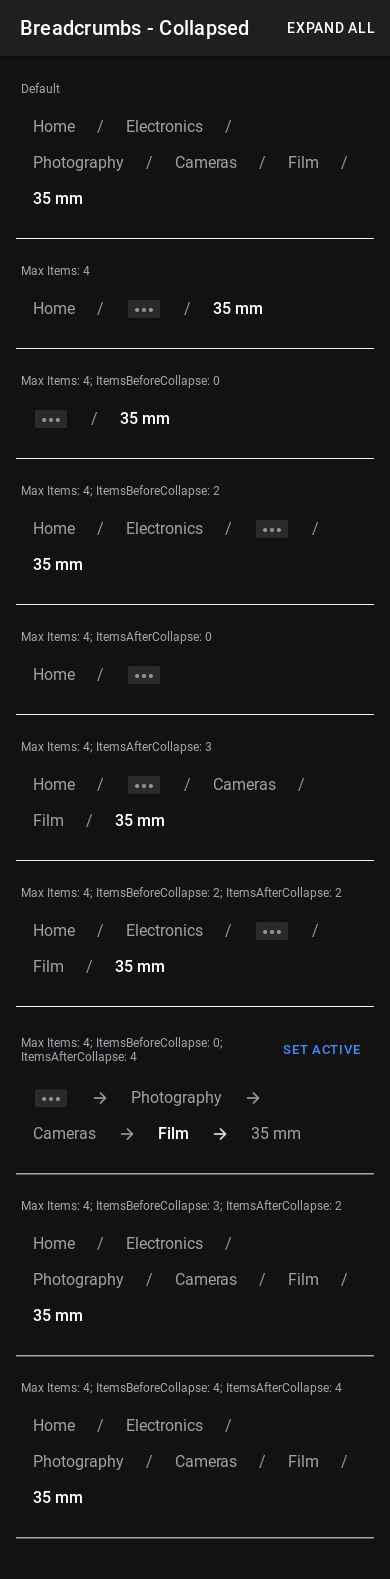 Breadcrumbs - Collapsed EXPAND ALL
Default
Home / Electronics /
Photography / Cameras / Film /
35 mm
Max Items: 4
Home / ••• / 35 mm
Max Items: 4; ItemsBeforeCollapse: 0
••• / 35 mm
Max Items: 4; ItemsBeforeCollapse: 2
Home / Electronics / ••• /
35 mm
Max Items: 4; ItemsAfterCollapse: 0
Home / •••
Max Items: 4; ItemsAfterCollapse: 3
Home / ••• / Cameras /
Film / 35 mm
Max Items: 4; ItemsBeforeCollapse: 2; ItemsAfterCollapse: 2
Home / Electronics / ••• /
Film / 35 mm
Max Items: 4; ItemsBeforeCollapse: 0;
ItemsAfterCollapse: 4
SET ACTIVE
••• → Photography →
Cameras → Film → 35 mm
Max Items: 4; ItemsBeforeCollapse: 3; ItemsAfterCollapse: 2
Home / Electronics /
Photography / Cameras / Film /
35 mm
Max Items: 4; ItemsBeforeCollapse: 4; ItemsAfterCollapse: 4
Home / Electronics /
Photography / Cameras / Film /
35 mm